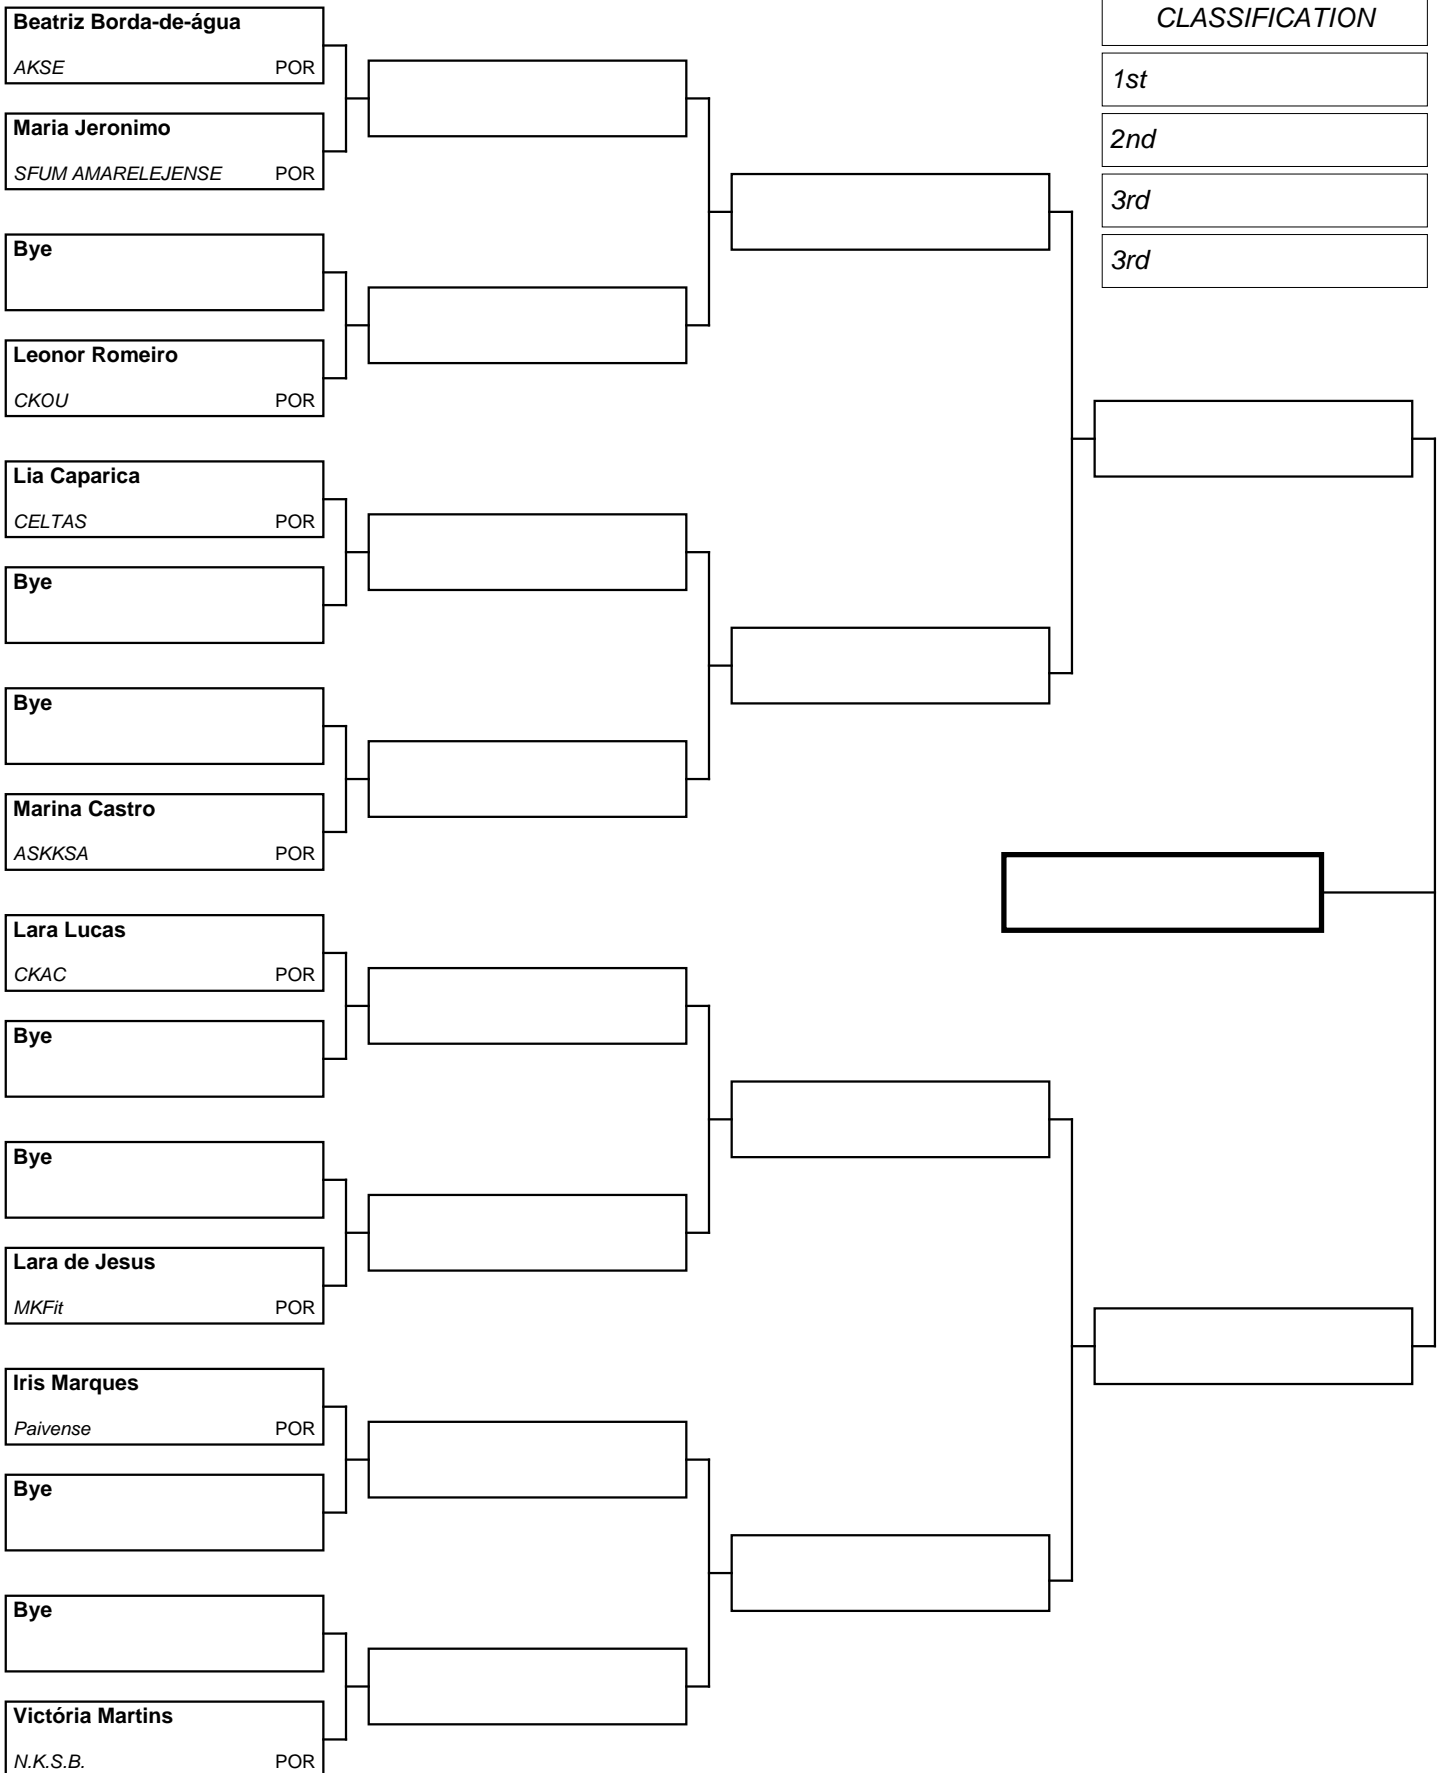 CLASSIFICATION
1st
2nd
3rd
3rd
Beatriz Borda-de-água
AKSE POR
Maria Jeronimo
SFUM AMARELEJENSE POR
Bye
Leonor Romeiro
CKOU POR
Lia Caparica
CELTAS POR
Bye
Bye
Marina Castro
ASKKSA POR
Lara Lucas
CKAC POR
Bye
Bye
Lara de Jesus
MKFit POR
Iris Marques
Paivense POR
Bye
Bye
Victória Martins
N.K.S.B. POR